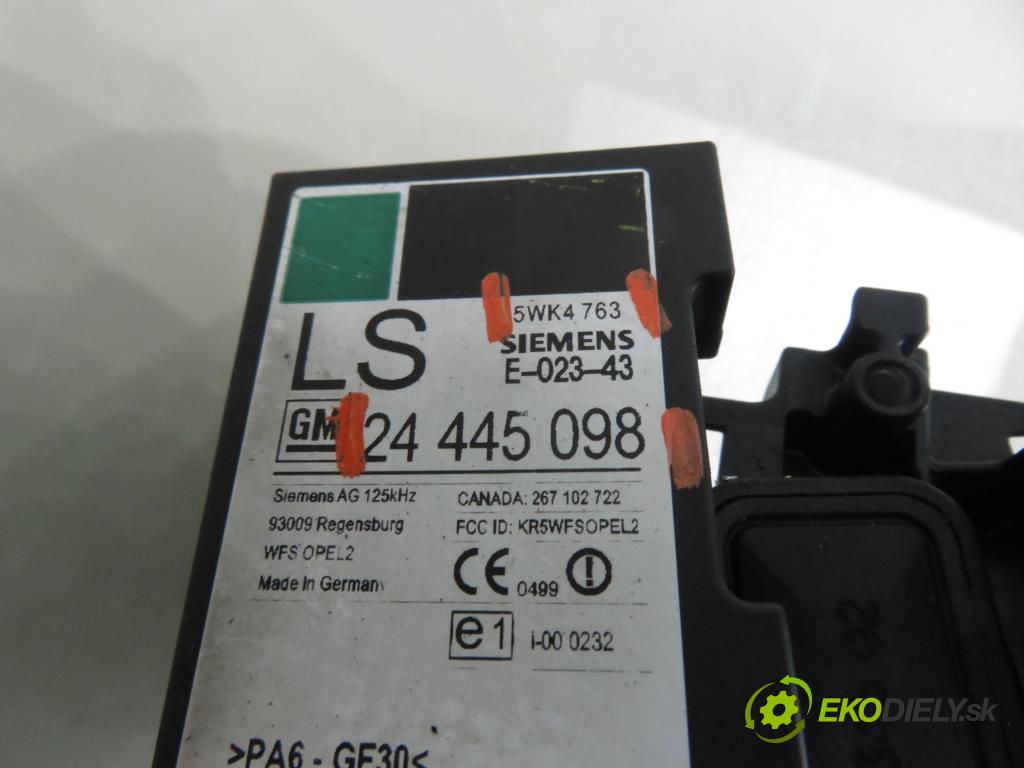 LS
5WK4 763
SIEMENS
E-023-43
GM 24 445 098
Siemens AG 125kHz
93009 Regensburg
WFS OPEL2
Made In Germany
CANADA: 267 102 722
FCC ID: KR5WFSOPEL2
CE 0499
e1 i-00 0232
>PA6 - GF30<
EKODIELY.sk